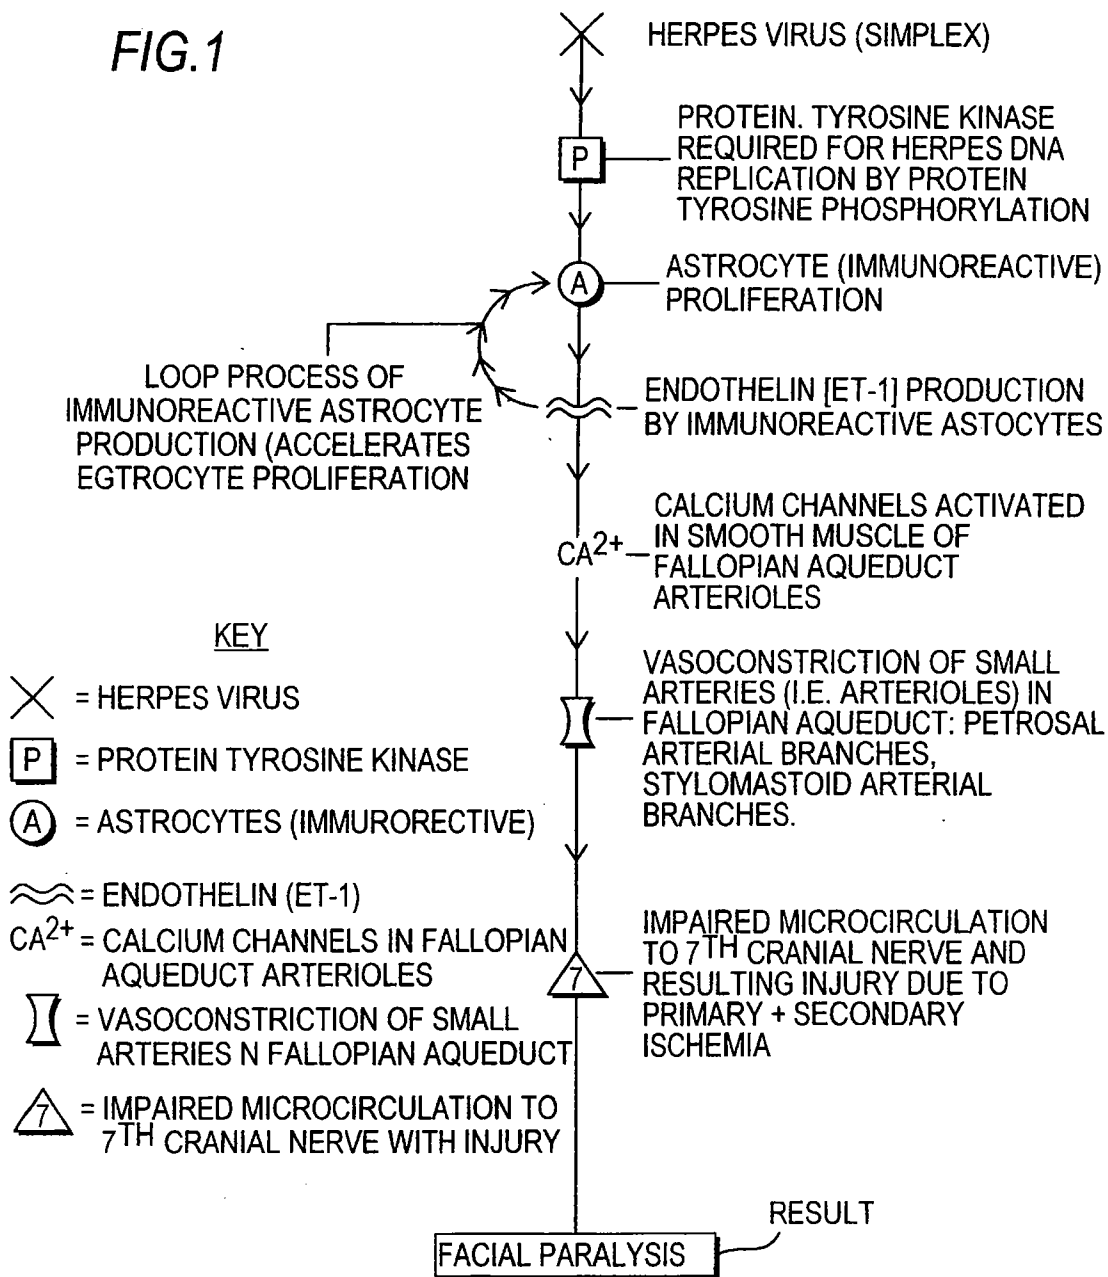 FIG.1
HERPES VIRUS (SIMPLEX)
PROTEIN. TYROSINE KINASE
REQUIRED FOR HERPES DNA
REPLICATION BY PROTEIN
TYROSINE PHOSPHORYLATION
P
A
ASTROCYTE (IMMUNOREACTIVE)
PROLIFERATION
LOOP PROCESS OF
IMMUNOREACTIVE ASTROCYTE
PRODUCTION (ACCELERATES
EGTROCYTE PROLIFERATION
ENDOTHELIN [ET-1] PRODUCTION
BY IMMUNOREACTIVE ASTOCYTES
CA2+
CALCIUM CHANNELS ACTIVATED
IN SMOOTH MUSCLE OF
FALLOPIAN AQUEDUCT
ARTERIOLES
VASOCONSTRICTION OF SMALL
ARTERIES (I.E. ARTERIOLES) IN
FALLOPIAN AQUEDUCT: PETROSAL
ARTERIAL BRANCHES,
STYLOMASTOID ARTERIAL
BRANCHES.
7
IMPAIRED MICROCIRCULATION
TO 7TH CRANIAL NERVE AND
RESULTING INJURY DUE TO
PRIMARY + SECONDARY
ISCHEMIA
KEY
= HERPES VIRUS
P = PROTEIN TYROSINE KINASE
A = ASTROCYTES (IMMURORECTIVE)
= ENDOTHELIN (ET-1)
CA2+ = CALCIUM CHANNELS IN FALLOPIAN
AQUEDUCT ARTERIOLES
= VASOCONSTRICTION OF SMALL
ARTERIES N FALLOPIAN AQUEDUCT
7 = IMPAIRED MICROCIRCULATION TO
7TH CRANIAL NERVE WITH INJURY
RESULT
FACIAL PARALYSIS